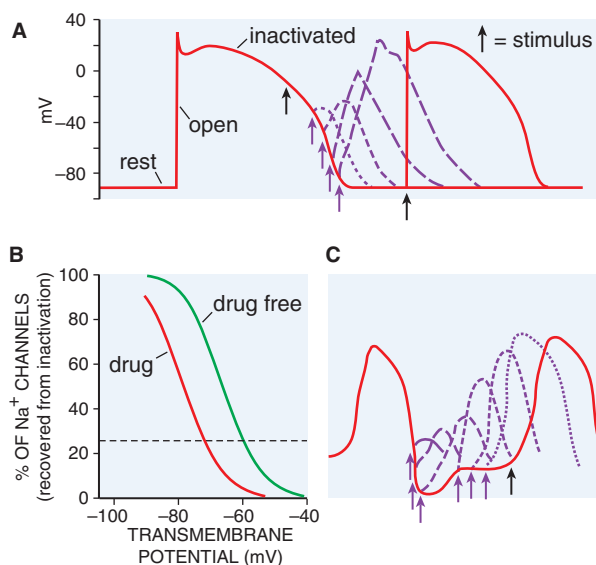 A
40
0
−40
−80
mV
inactivated
open
rest
= stimulus
B
100
80
60
40
20
0
% OF Na+ CHANNELS
(recovered from inactivation)
drug free
drug
−100 −80 −60 −40
TRANSMEMBRANE
POTENTIAL (mV)
C